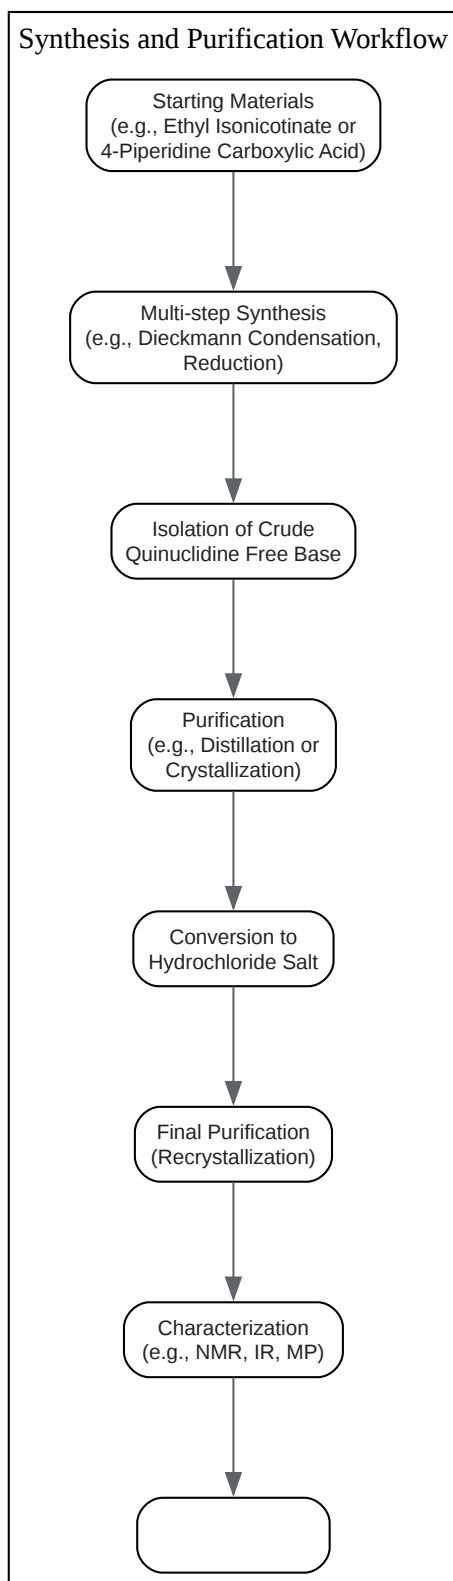 Synthesis and Purification Workflow
Starting Materials
(e.g., Ethyl Isonicotinate or
4-Piperidine Carboxylic Acid)
Multi-step Synthesis
(e.g., Dieckmann Condensation,
Reduction)
Isolation of Crude
Quinuclidine Free Base
Purification
(e.g., Distillation or
Crystallization)
Conversion to
Hydrochloride Salt
Final Purification
(Recrystallization)
Characterization
(e.g., NMR, IR, MP)